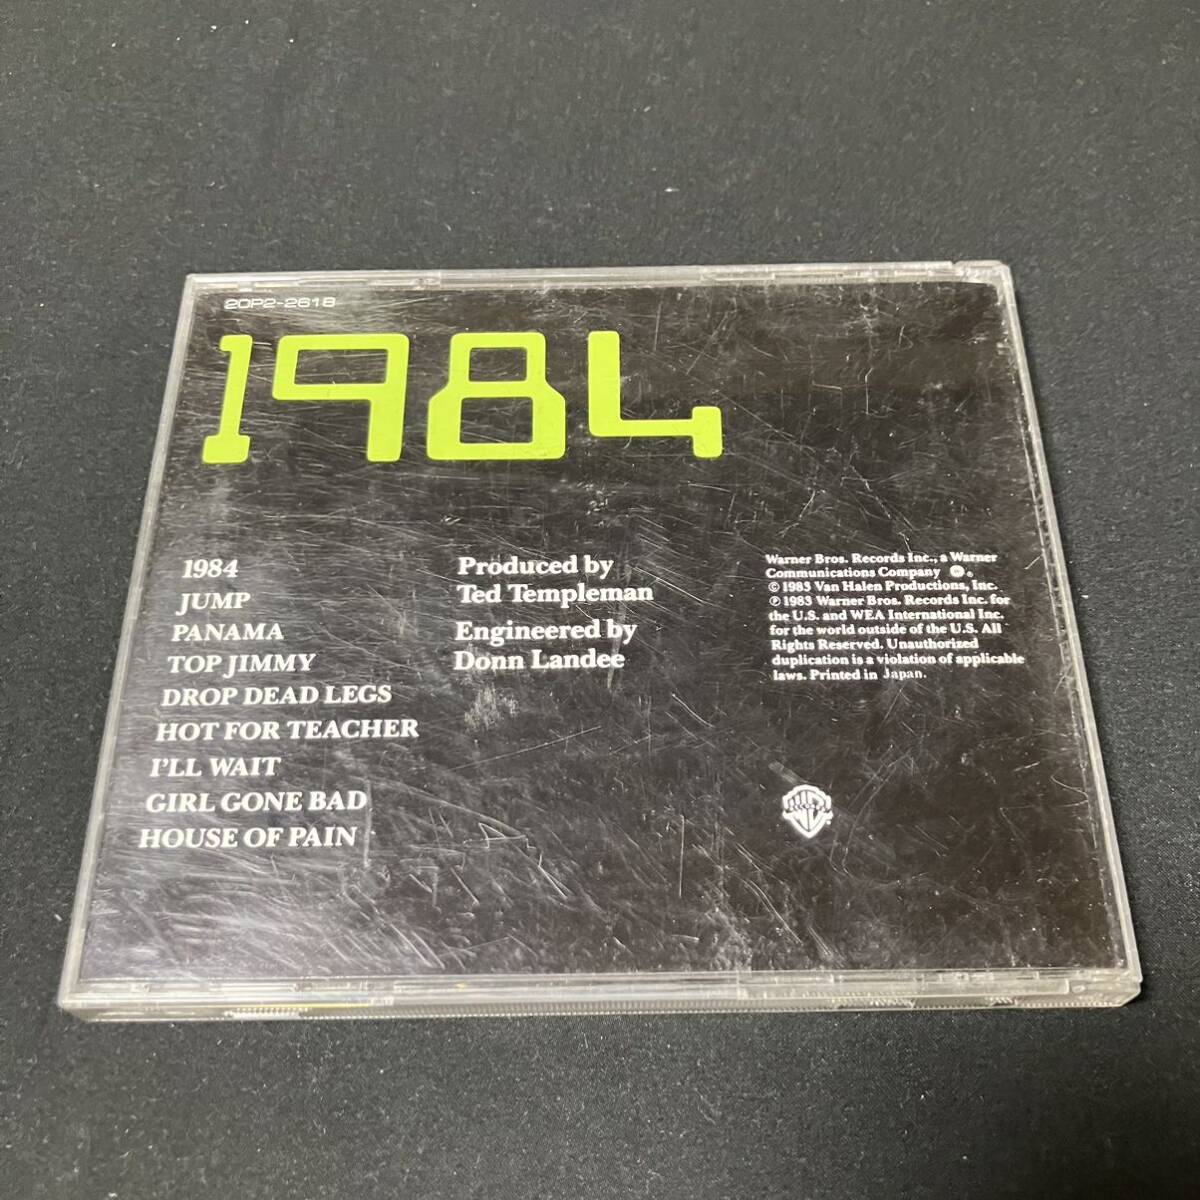 20P2-2618
1984
1984
JUMP
PANAMA
TOP JIMMY
DROP DEAD LEGS
HOT FOR TEACHER
I'LL WAIT
GIRL GONE BAD
HOUSE OF PAIN
Produced by
Ted Templeman
Engineered by
Donn Landee
Warner Bros. Records Inc., a Warner
Communications Company
© 1983 Van Halen Productions, Inc.
℗ 1983 Warner Bros. Records Inc. for
the U.S. and WEA International Inc.
for the world outside of the U.S. All
Rights Reserved. Unauthorized
duplication is a violation of applicable
laws. Printed in Japan.